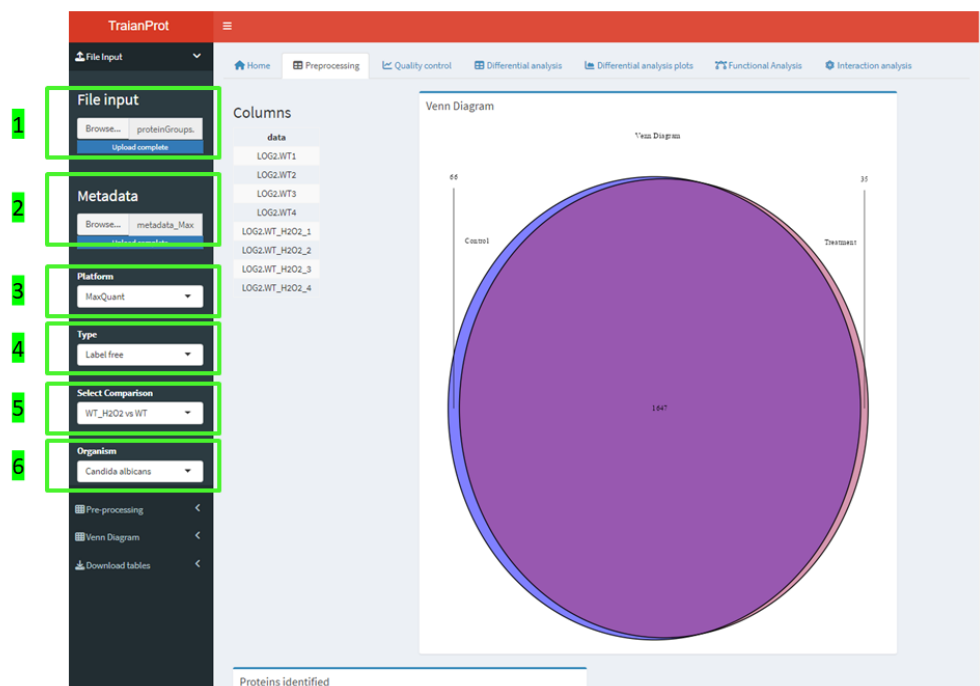 TraianProt
File Input
Home
Preprocessing
Quality control
Differential analysis
Differential analysis plots
Functional Analysis
Interaction analysis
1
File input
Browse...
proteinGroups.
Upload complete
2
Metadata
Browse...
metadata_Max
Upload complete
3
Platform
MaxQuant
4
Type
Label free
5
Select Comparison
WT_H2O2 vs WT
6
Organism
Candida albicans
Pre-processing
Venn Diagram
Download tables
Columns
data
LOG2.WT1
LOG2.WT2
LOG2.WT3
LOG2.WT4
LOG2.WT_H2O2_1
LOG2.WT_H2O2_2
LOG2.WT_H2O2_3
LOG2.WT_H2O2_4
Venn Diagram
Venn Diagram
66
35
Control
Treatment
1847
Proteins identified